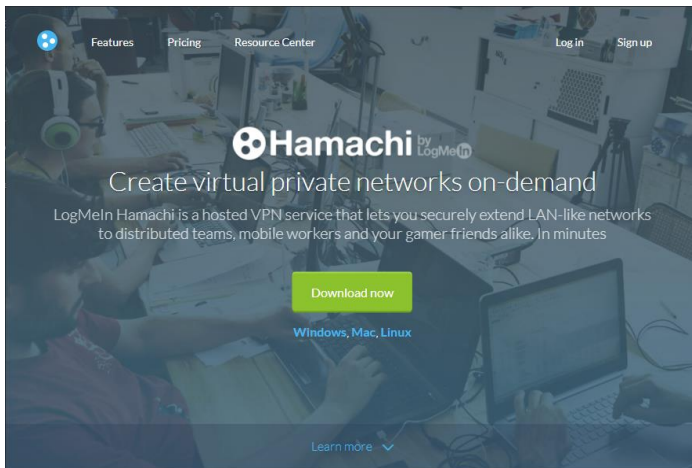 Features Pricing Resource Center Log in Sign up
Hamachi by LogMeIn
Create virtual private networks on-demand
LogMeIn Hamachi is a hosted VPN service that lets you securely extend LAN-like networks
to distributed teams, mobile workers and your gamer friends alike. In minutes
Download now
Windows, Mac, Linux
Learn more